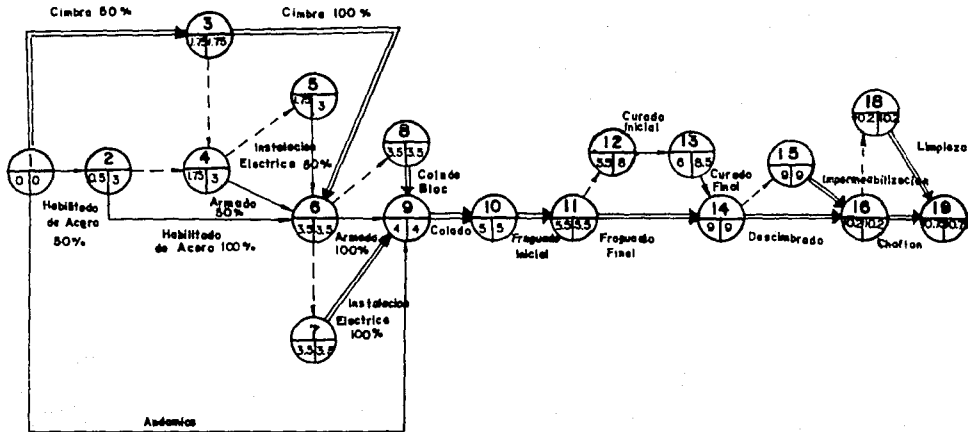 Cimbra 50 %
Cimbra 100 %
3
1.75 1.75
5
1.75 3
8
3.5 3.5
Instalacion
Electrica 50 %
Colado
Bloc
0 0
2
0.5 3
4
1.75 3
Habilitado
de Acero
50%
Armado
50%
Habilitado
de Acero 100%
6
3.5 3.5
Armado
100%
9
4 4
Colado
10
5 5
Fraguado
Inicial
11
5.5 5.5
Fraguado
Final
Curado
Inicial
12
5.5 8
13
6 8.5
Curado
Final
14
9 9
Descimbrado
15
9 9
Impermeabilización
16
10.2 10.2
Chaflan
18
10.2 10.2
Limpieza
19
7
3.5 3.5
Instalacion
Electrica
100%
Andamios